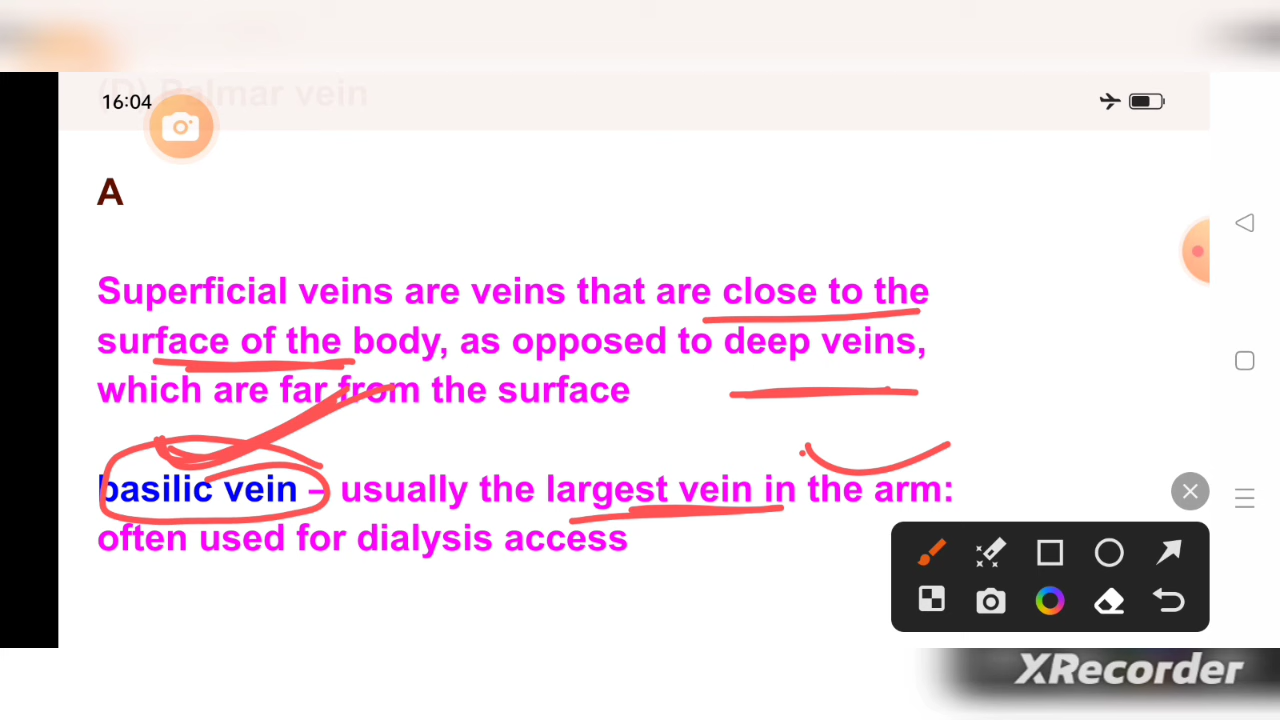 (D) Palmar vein
16:04
A
Superficial veins are veins that are close to the
surface of the body, as opposed to deep veins,
which are far from the surface
basilic vein – usually the largest vein in the arm:
often used for dialysis access
XRecorder